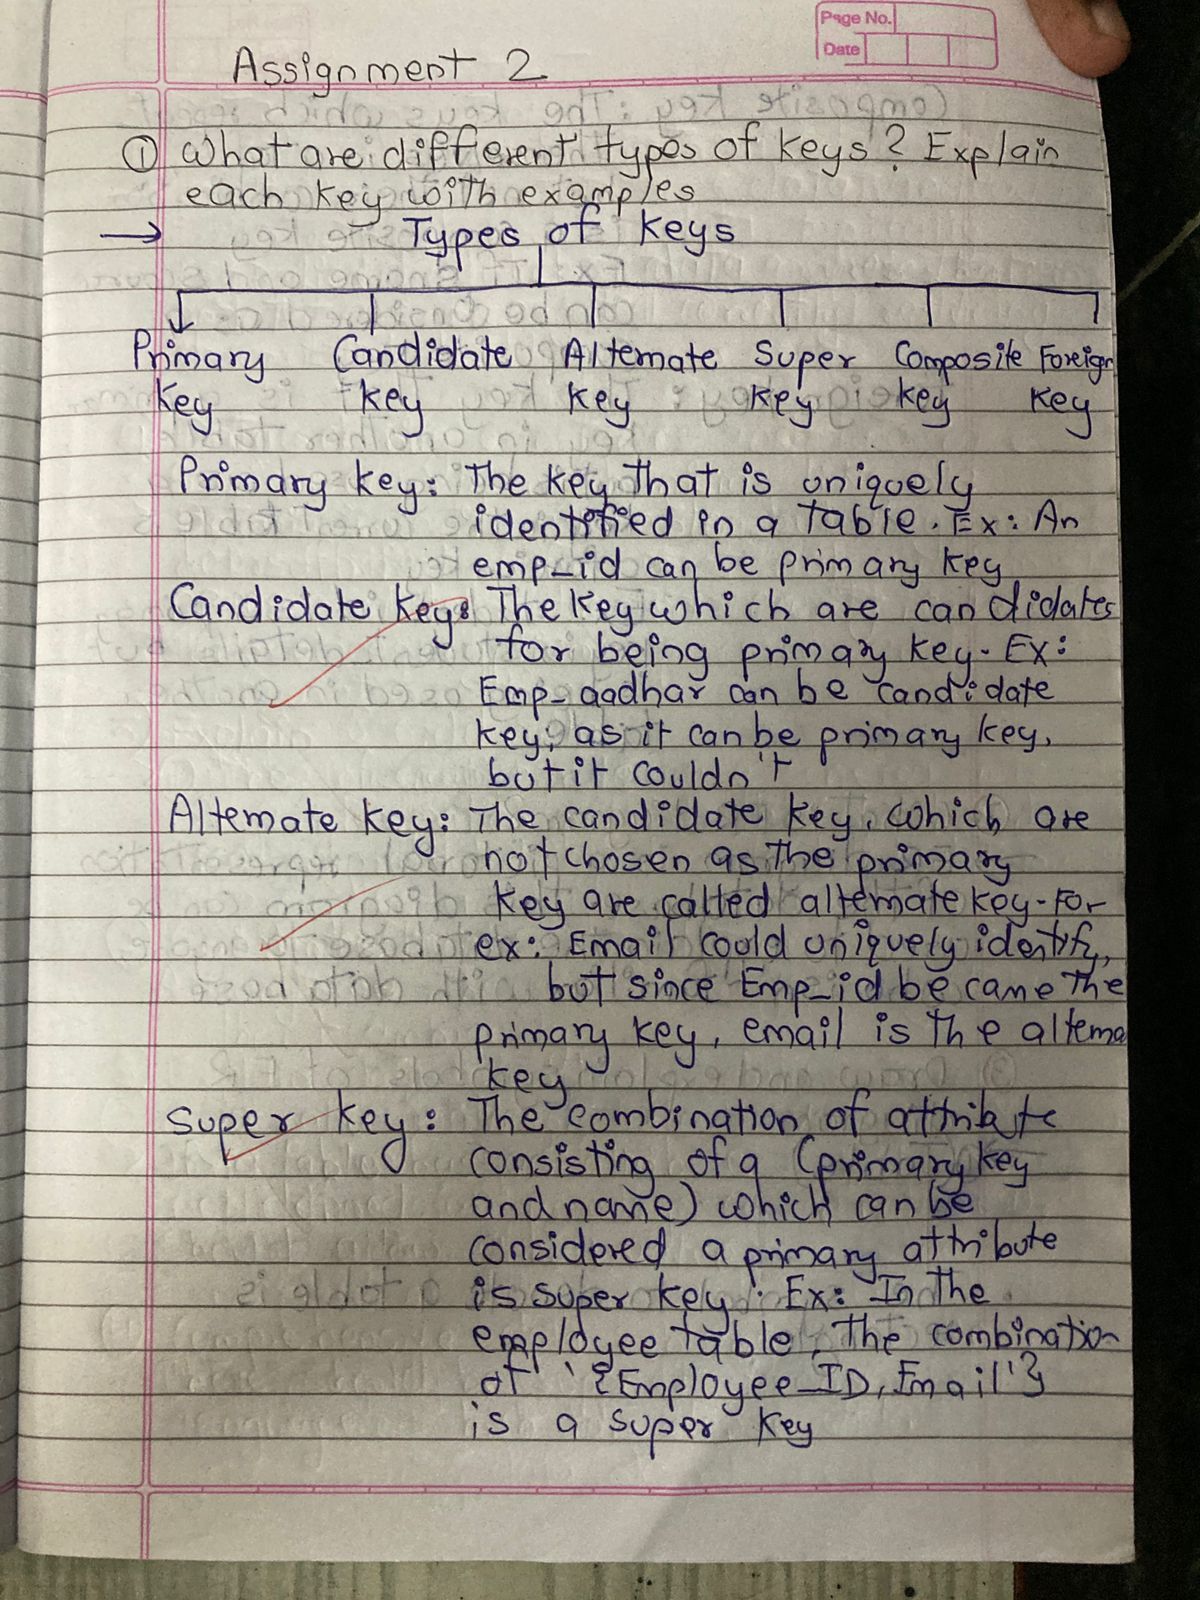 Page No.
Date
Assignment 2
① What are different types of keys? Explain
each key with examples
→ Types of keys
Primary Candidate Alternate Super Composite Foreign
key key key key key key
Primary key: The key that is uniquely
identified in a table. Ex: An
emp_id can be primary key
Candidate key: The key which are candidates
for being primary key. Ex:
Emp_aadhar can be candidate
key, as it can be primary key,
but it couldn't
Alternate key: The candidate key, which are
not chosen as the primary
key are called alternate key. For
ex: Email could uniquely identify,
but since Emp_id became the
primary key, email is the alterna
key
Super key: The combination of attribute
consisting of a (primary key
and name) which can be
considered a primary attribute
is super key. Ex: In the
employee table, the combination
of '{Employee_ID, Email'}
is a super key